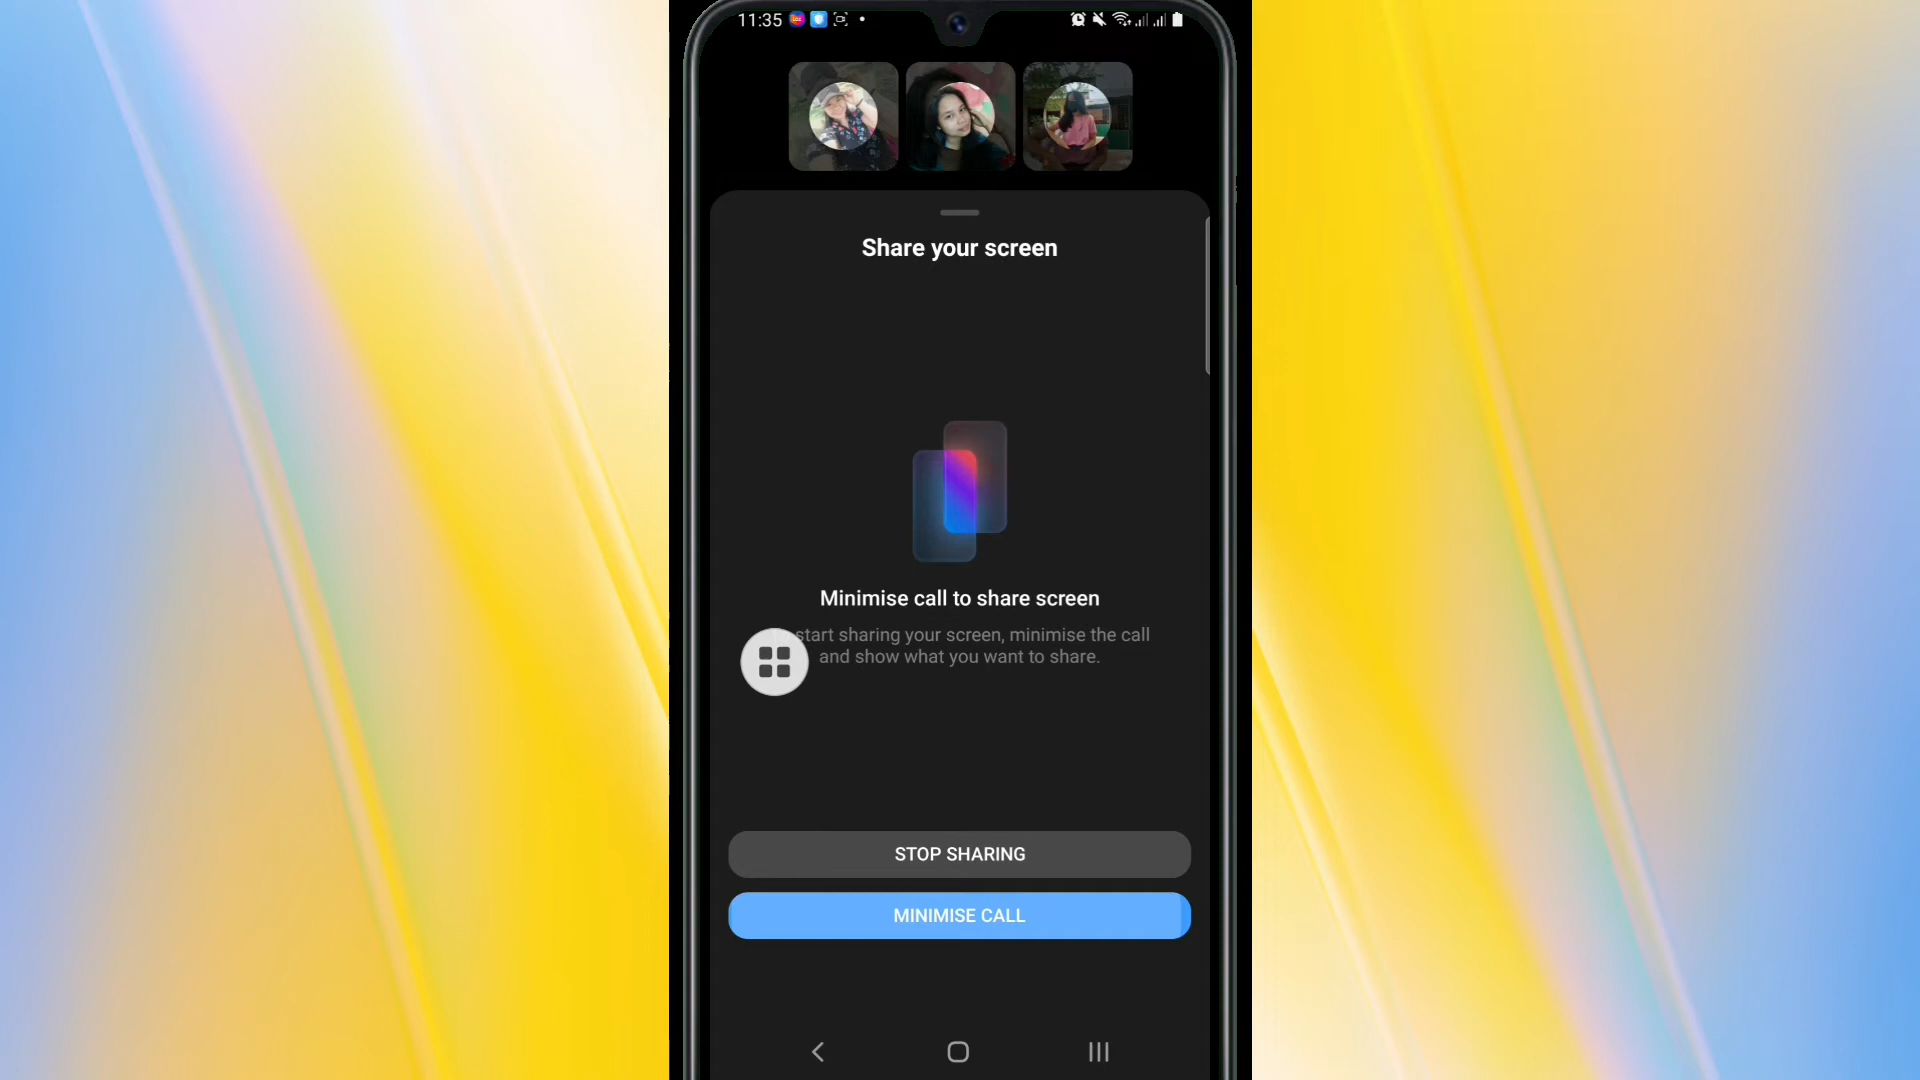 11:35
Share your screen
Minimise call to share screen
start sharing your screen, minimise the call
and show what you want to share.
STOP SHARING
MINIMISE CALL